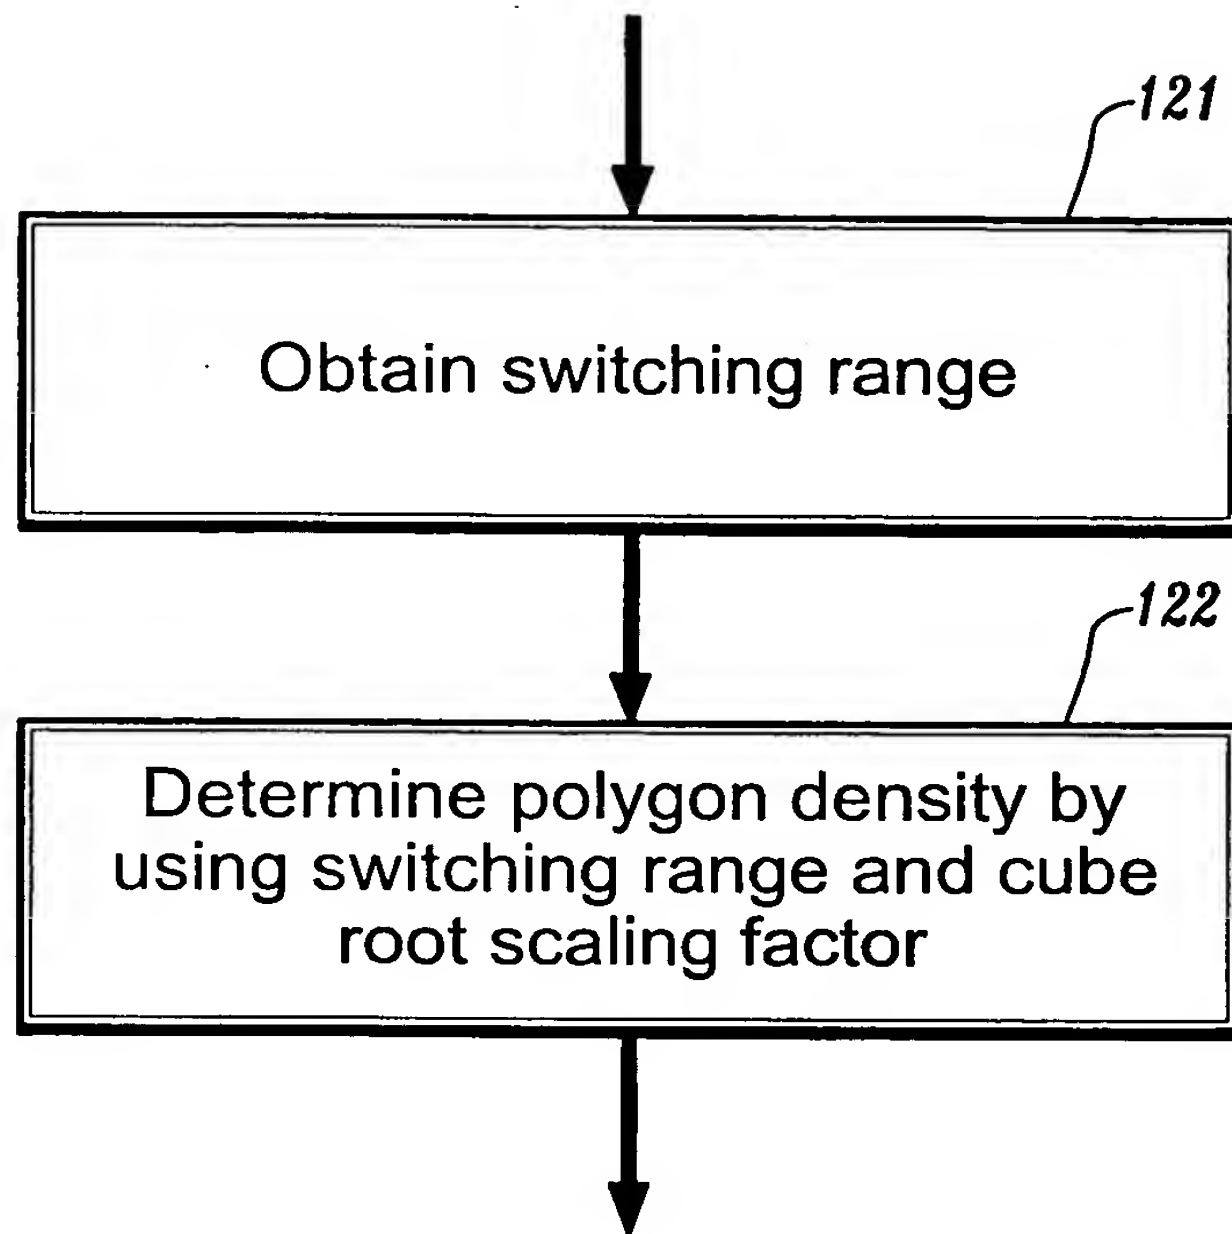 121
Obtain switching range
122
Determine polygon density by
using switching range and cube
root scaling factor